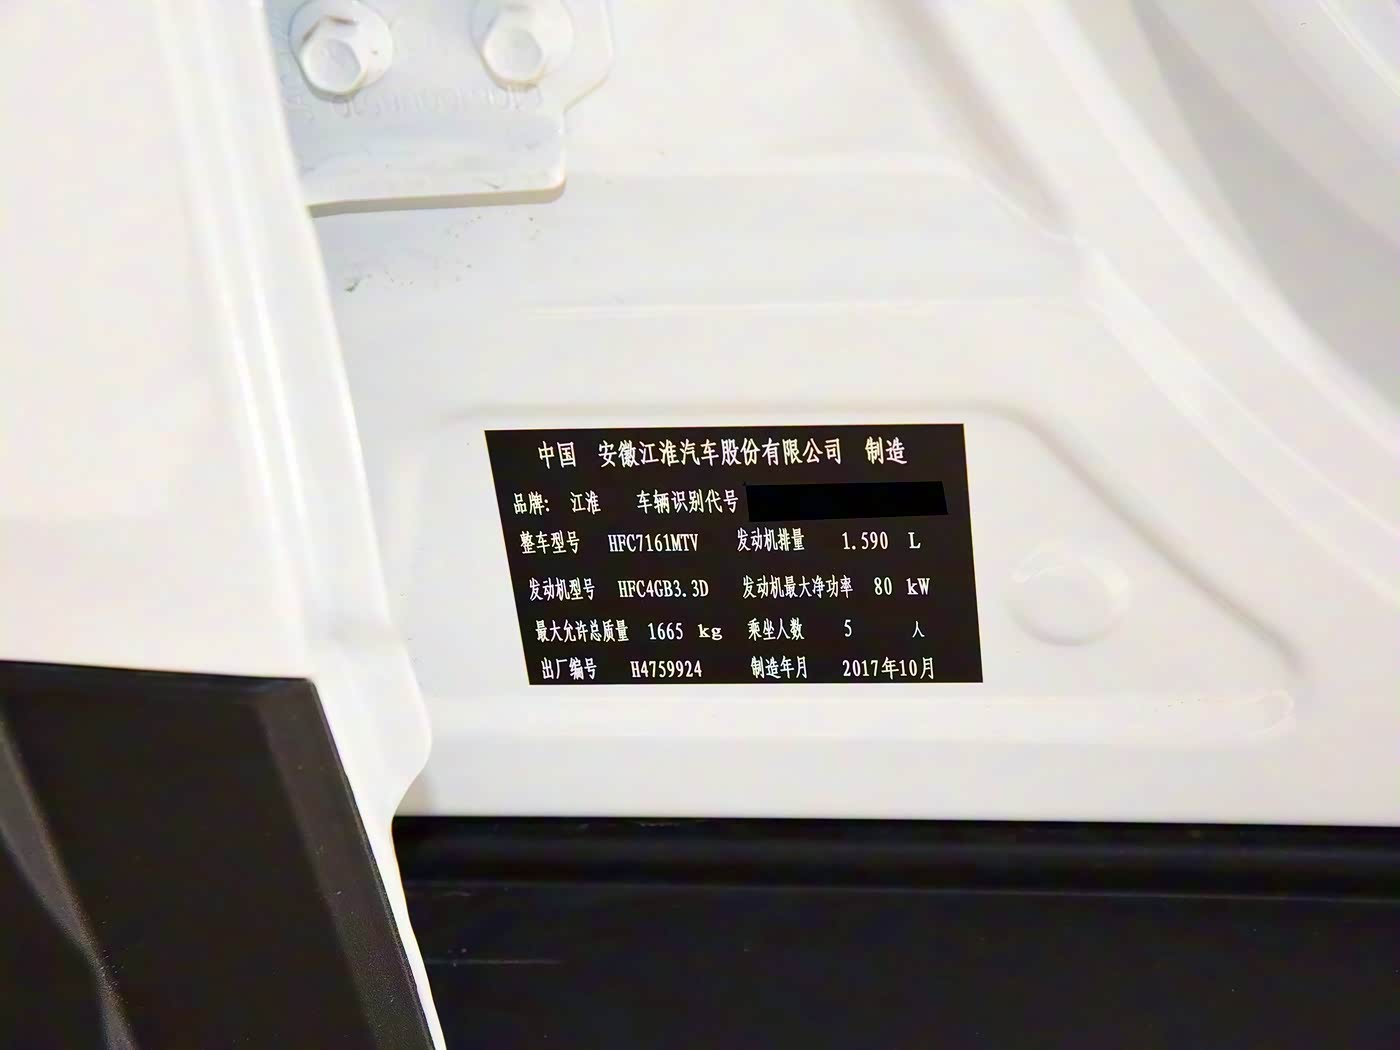 中国 安徽江淮汽车股份有限公司 制造
品牌: 江淮 车辆识别代号
整车型号 HFC7161MTV 发动机排量 1.590 L
发动机型号 HFC4GB3.3D 发动机最大净功率 80 kW
最大允许总质量 1665 kg 乘坐人数 5 人
出厂编号 H4759924 制造年月 2017年10月